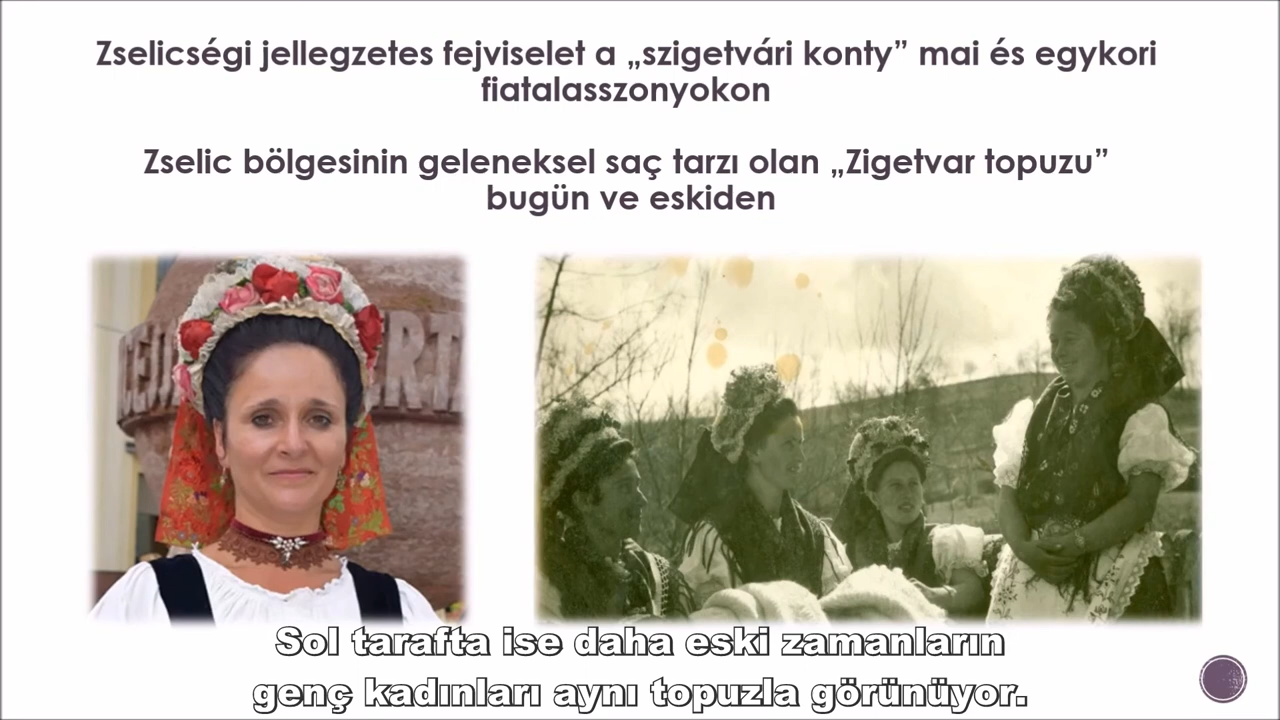 Zselicségi jellegzetes fejviselet a „szigetvári konty” mai és egykori
fiatalasszonyokon
Zselic bölgesinin geleneksel saç tarzı olan „Zigetvar topuzu”
bugün ve eskiden
Sol tarafta ise daha eski zamanların
genç kadınları aynı topuzla görünüyor.